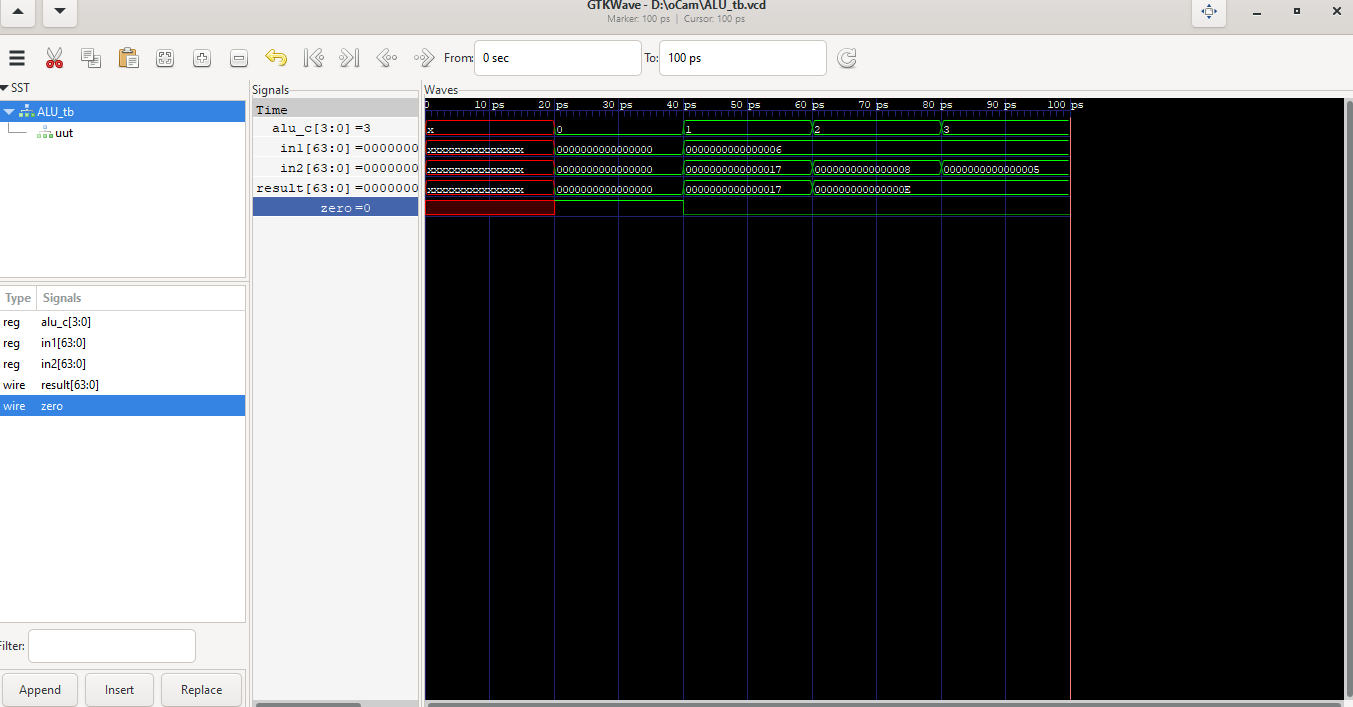 GTKWave - D:\oCam\ALU_tb.vcd
Marker: 100 ps | Cursor: 100 ps
From: 0 sec To: 100 ps
SST
ALU_tb
uut
Type Signals
reg alu_c[3:0]
reg in1[63:0]
reg in2[63:0]
wire result[63:0]
wire zero
Filter:
Append Insert Replace
Signals
Time
alu_c[3:0] =3
in1[63:0] =0000000
in2[63:0] =0000000
result[63:0] =0000000
zero =0
Waves
0 10 ps 20 ps 30 ps 40 ps 50 ps 60 ps 70 ps 80 ps 90 ps 100 ps
x 0 1 2 3
xxxxxxxxxxxxxxxx 0000000000000000 0000000000000006
xxxxxxxxxxxxxxxx 0000000000000000 0000000000000017 0000000000000008 0000000000000005
xxxxxxxxxxxxxxxx 0000000000000000 0000000000000017 000000000000000E